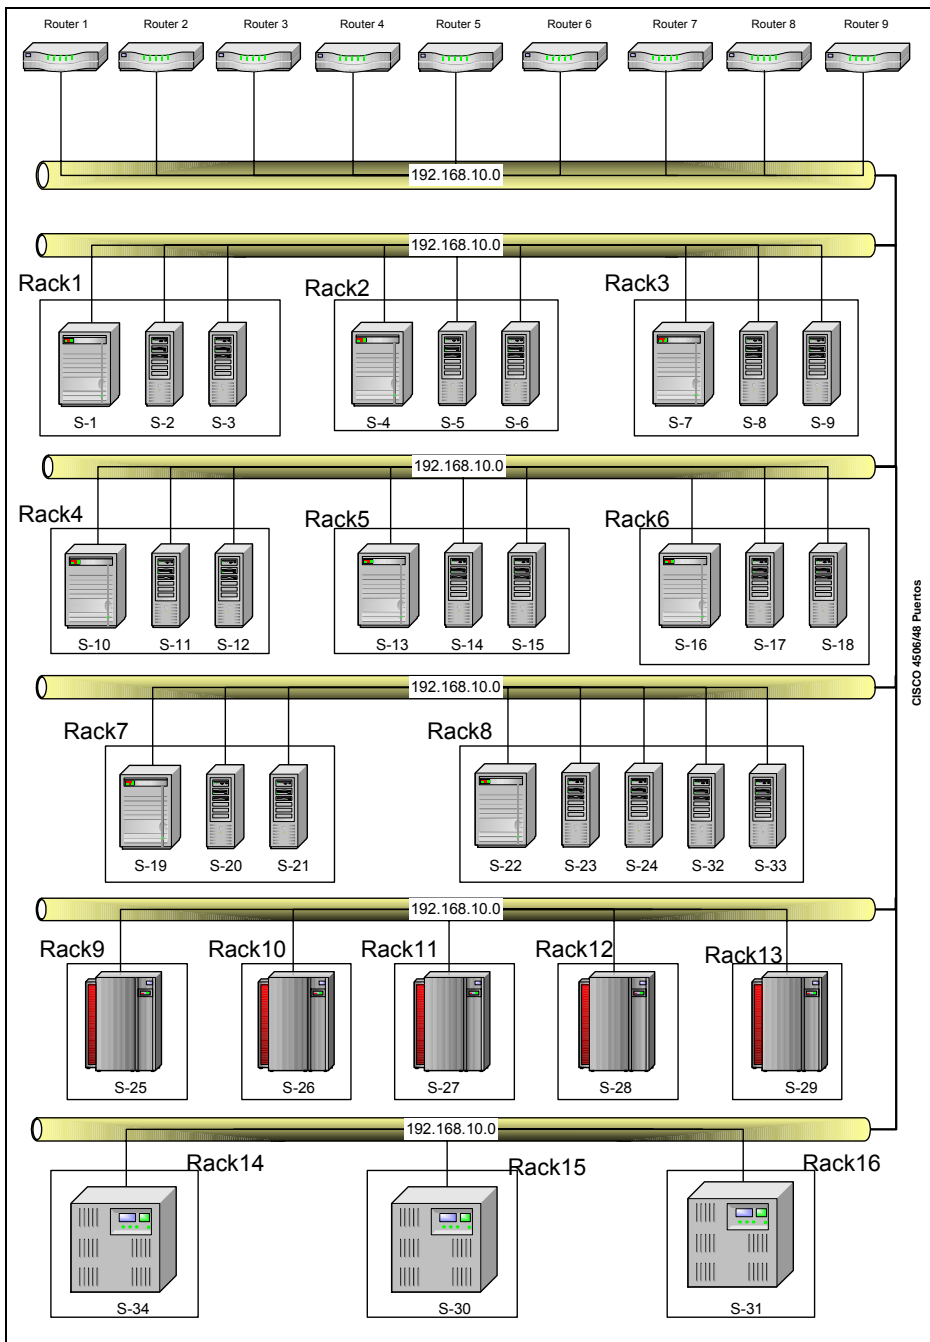 Router 1 Router 2 Router 3 Router 4 Router 5 Router 6 Router 7 Router 8 Router 9
192.168.10.0
192.168.10.0
Rack1 Rack2 Rack3
S-1 S-2 S-3 S-4 S-5 S-6 S-7 S-8 S-9
192.168.10.0
Rack4 Rack5 Rack6
S-10 S-11 S-12 S-13 S-14 S-15 S-16 S-17 S-18
CISCO 4506/48 Puertos
192.168.10.0
Rack7 Rack8
S-19 S-20 S-21 S-22 S-23 S-24 S-32 S-33
192.168.10.0
Rack9 Rack10 Rack11 Rack12 Rack13
S-25 S-26 S-27 S-28 S-29
192.168.10.0
Rack14 Rack15 Rack16
S-34 S-30 S-31